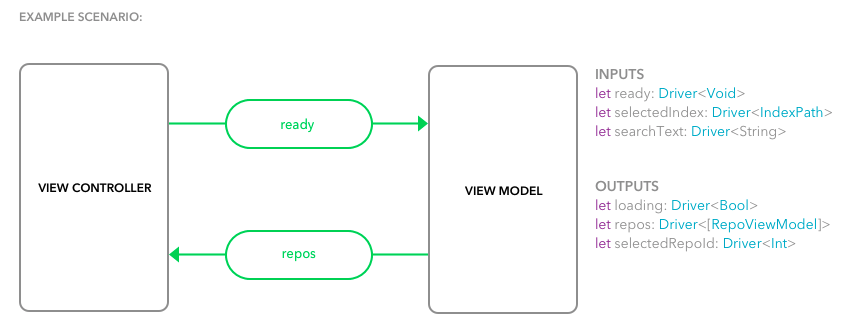 EXAMPLE SCENARIO:
VIEW CONTROLLER
ready
repos
VIEW MODEL
INPUTS
let ready: Driver<Void>
let selectedIndex: Driver<IndexPath>
let searchText: Driver<String>
OUTPUTS
let loading: Driver<Bool>
let repos: Driver<[RepoViewModel]>
let selectedRepoId: Driver<Int>